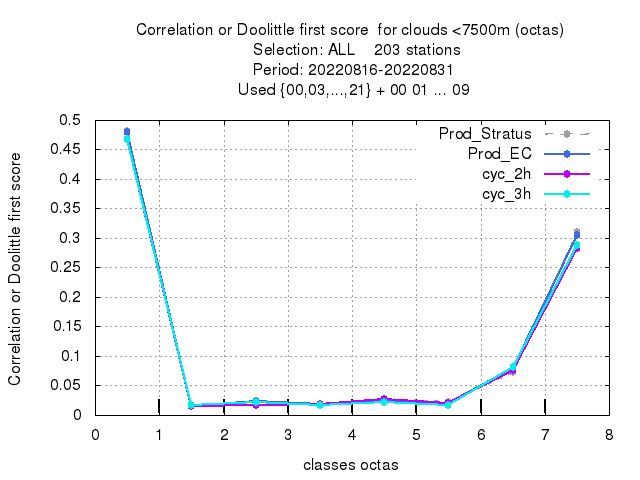 Correlation or Doolittle first score  for clouds <7500m (octas)
Selection: ALL    203 stations
Period: 20220816-20220831
Used {00,03,...,21} + 00 01 ... 09
Correlation or Doolittle first score
0.5
0.45
0.4
0.35
0.3
0.25
0.2
0.15
0.1
0.05
0
Prod_Stratus
Prod_EC
cyc_2h
cyc_3h
0 1 2 3 4 5 6 7 8
classes octas